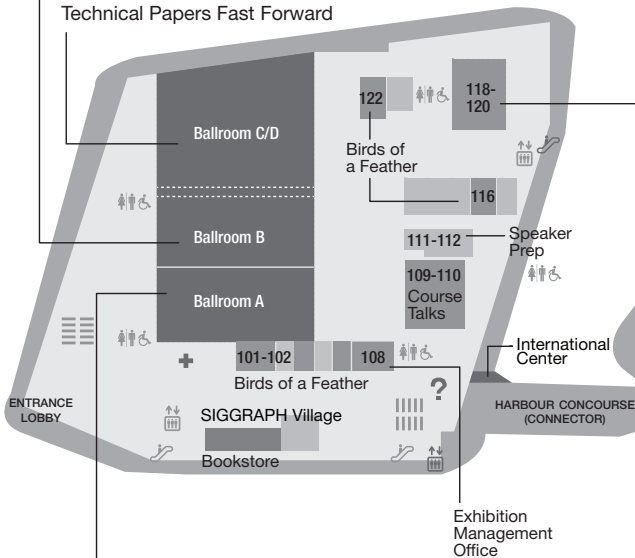 Technical Papers Fast Forward
Ballroom C/D
122
118-
120
Birds of
a Feather
116
Ballroom B
111-112
Speaker
Prep
109-110
Course
Talks
Ballroom A
101-102
108
Birds of a Feather
International
Center
?
ENTRANCE
LOBBY
SIGGRAPH Village
HARBOUR CONCOURSE
(CONNECTOR)
Bookstore
Exhibition
Management
Office